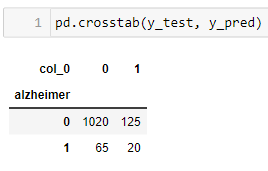 1 pd.crosstab(y_test, y_pred)
col_0 0 1
alzheimer
0 1020 125
1 65 20